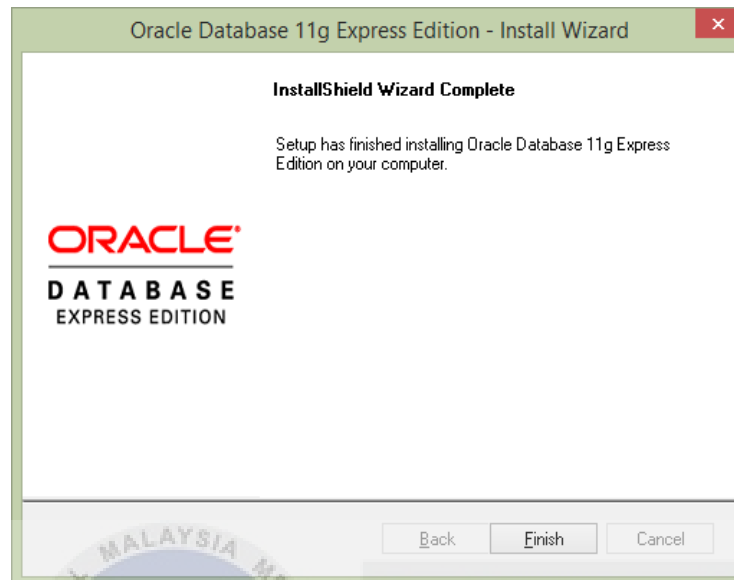 Oracle Database 11g Express Edition - Install Wizard
InstallShield Wizard Complete
Setup has finished installing Oracle Database 11g Express
Edition on your computer.
ORACLE
DATABASE
EXPRESS EDITION
Back
Finish
Cancel
MALAYSIA